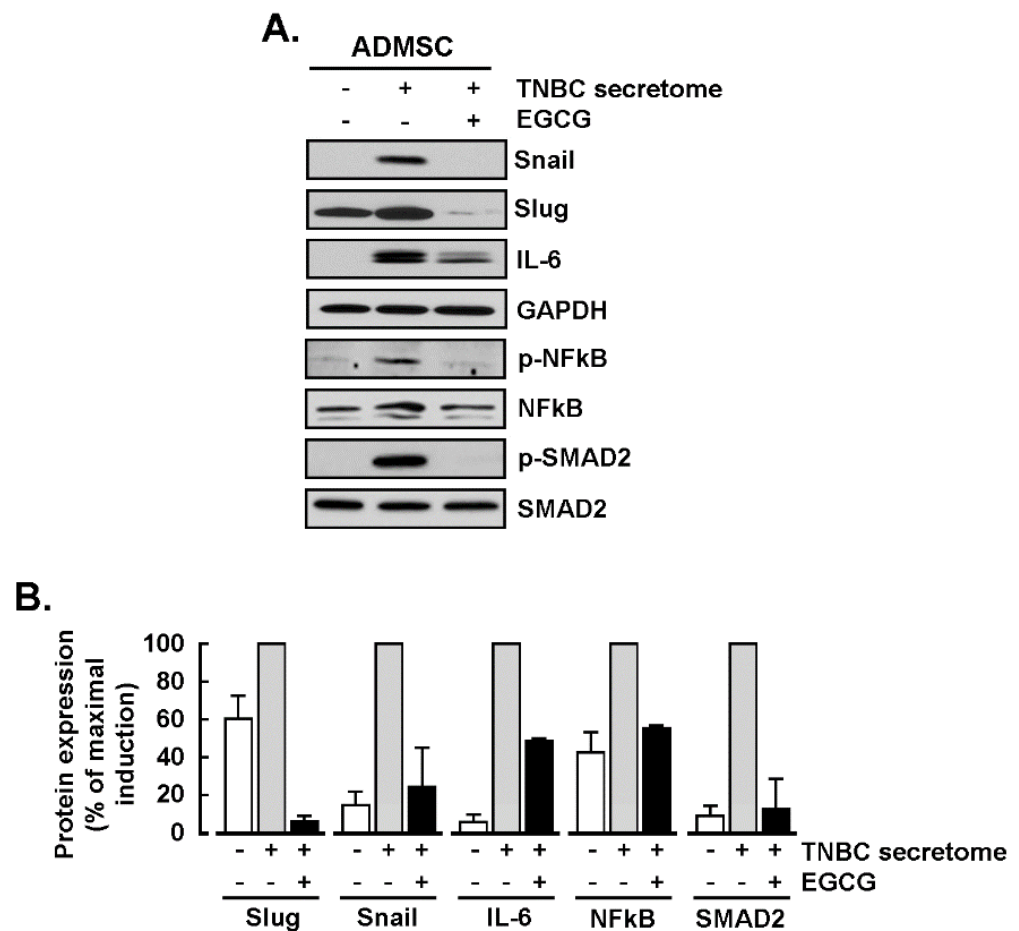 A.
ADMSC
- + + TNBC secretome
- - + EGCG
Snail
Slug
IL-6
GAPDH
p-NFkB
NFkB
p-SMAD2
SMAD2
B.
Protein expression
(% of maximal
induction)
100
80
60
40
20
0
- + + - + + - + + - + + - + + TNBC secretome
- - + - - + - - + - - + - - + EGCG
Slug Snail IL-6 NFkB SMAD2